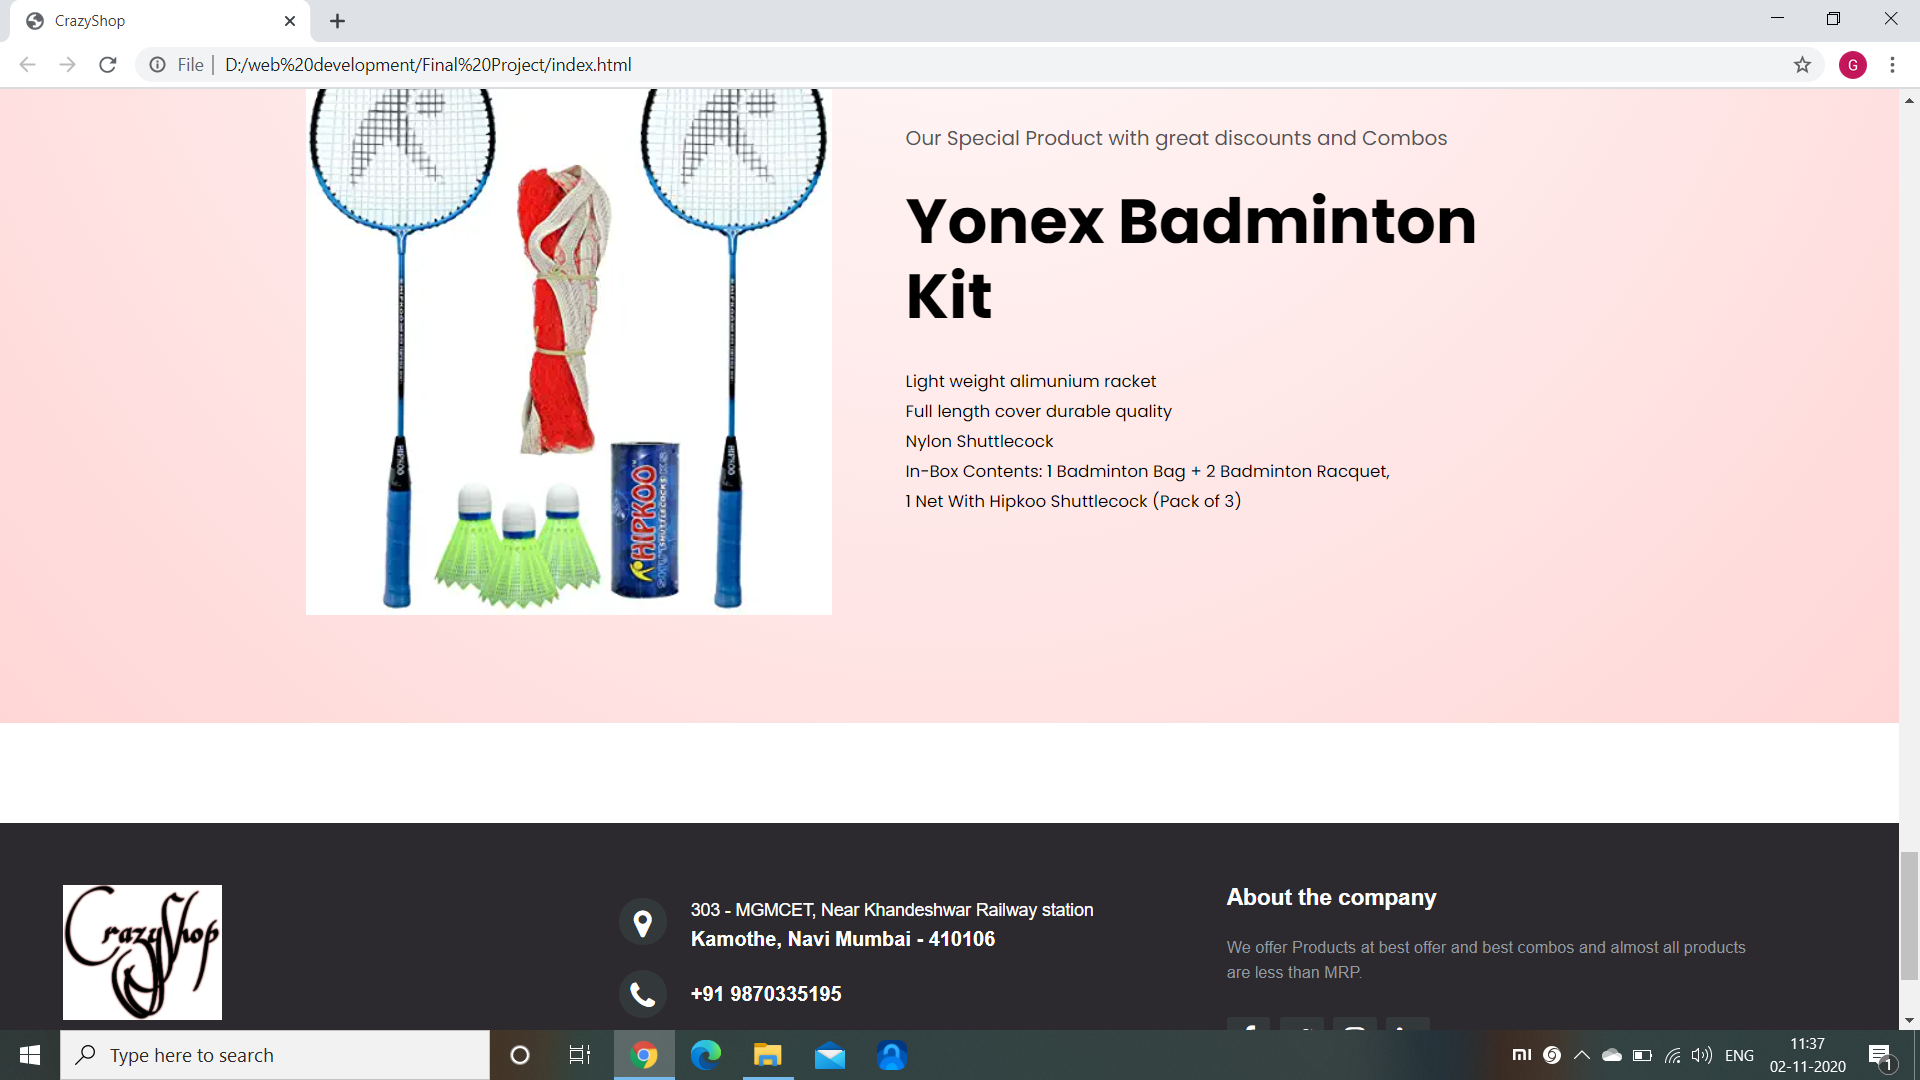 CrazyShop
File
D:/web%20development/Final%20Project/index.html
G
Our Special Product with great discounts and Combos
Yonex Badminton
Kit
Light weight alimunium racket
Full length cover durable quality
Nylon Shuttlecock
In-Box Contents: 1 Badminton Bag + 2 Badminton Racquet,
1 Net With Hipkoo Shuttlecock (Pack of 3)
HIPKOO
HIPKOO
HIPKOO
SHUTTLECOCKS
CrazyShop
303 - MGMCET, Near Khandeshwar Railway station
Kamothe, Navi Mumbai - 410106
+91 9870335195
About the company
We offer Products at best offer and best combos and almost all products
are less than MRP.
Type here to search
ENG
11:37
02-11-2020
1